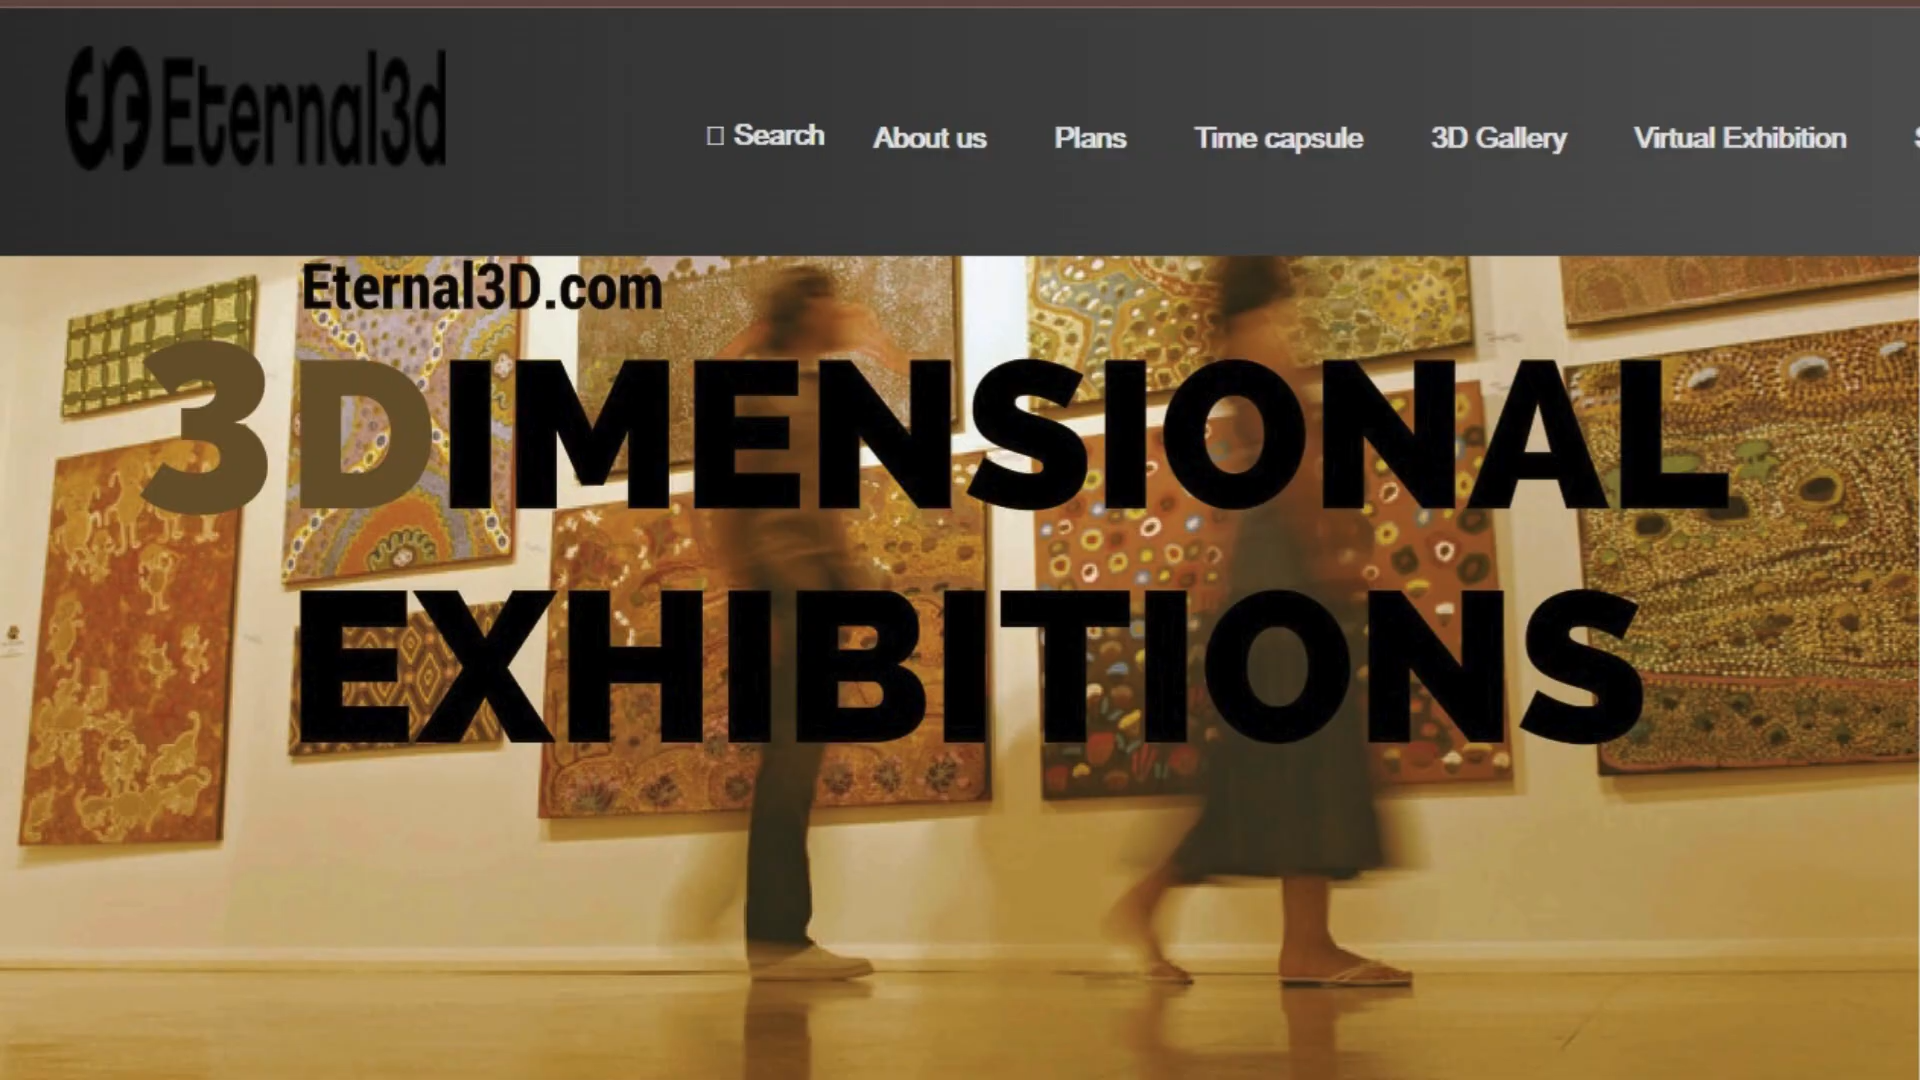 Eternal3d
Search
About us
Plans
Time capsule
3D Gallery
Virtual Exhibition
Eternal3D.com
3DIMENSIONAL
EXHIBITIONS